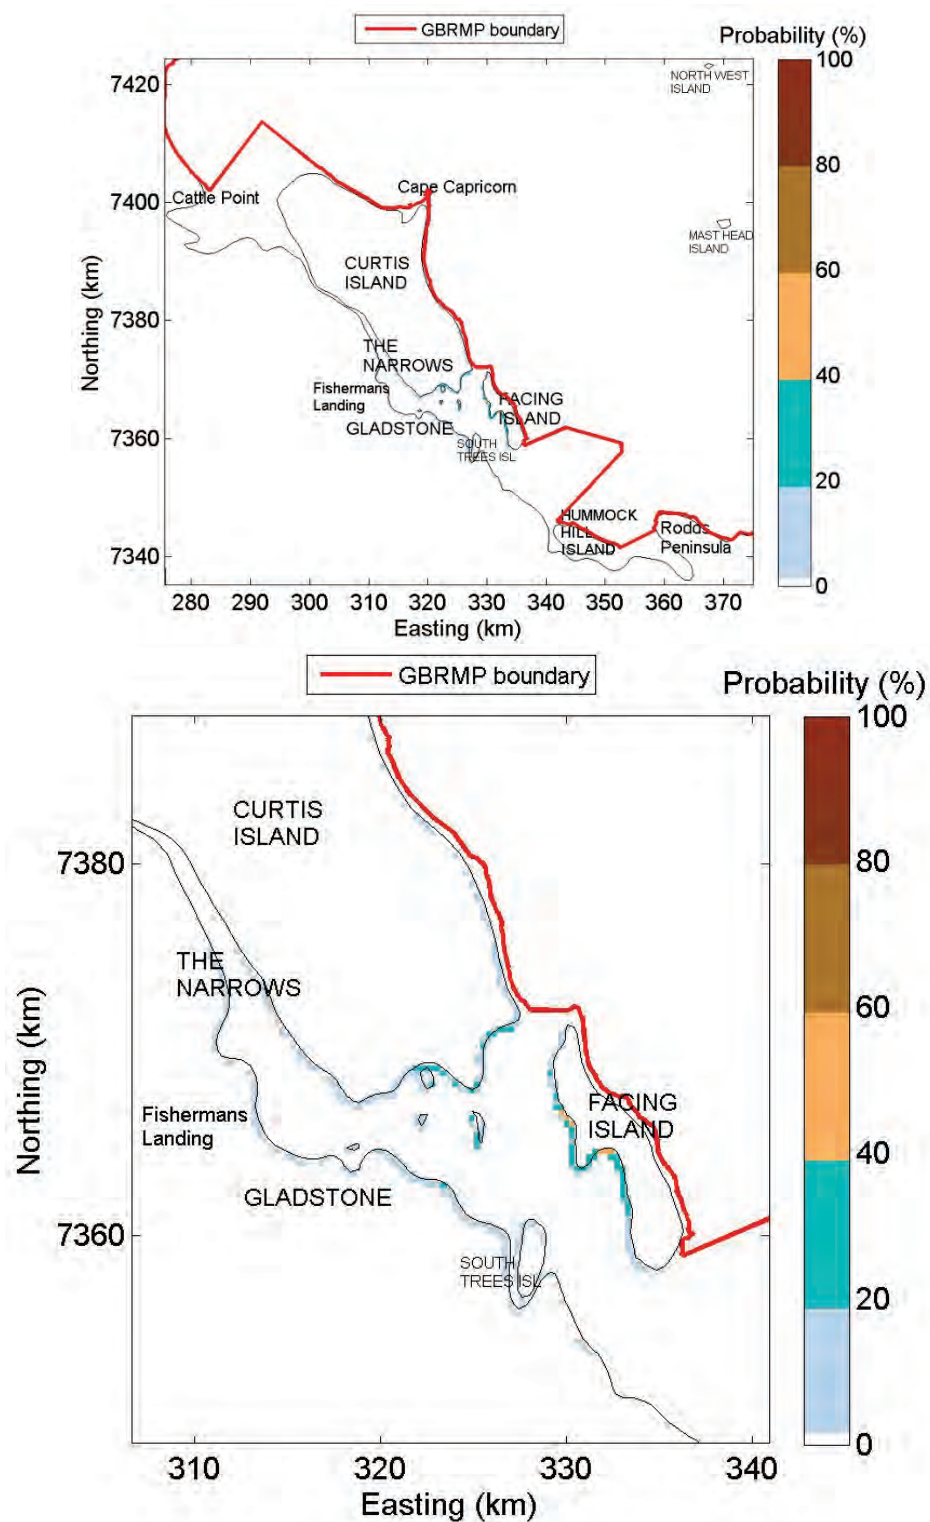 GBRMP boundary
Probability (%)
100
80
60
40
20
0
7420
7400
7380
7360
7340
Northing (km)
NORTH WEST
ISLAND
Cattle Point
Cape Capricorn
MAST HEAD
ISLAND
CURTIS
ISLAND
THE
NARROWS
Fishermans
Landing
FACING
ISLAND
GLADSTONE
SOUTH
TREES ISL
HUMMOCK
HILL
ISLAND
Rodds
Peninsula
280 290 300 310 320 330 340 350 360 370
Easting (km)
GBRMP boundary
Probability (%)
100
80
60
40
20
0
7380
7360
Northing (km)
CURTIS
ISLAND
THE
NARROWS
Fishermans
Landing
FACING
ISLAND
GLADSTONE
SOUTH
TREES ISL
310 320 330 340
Easting (km)